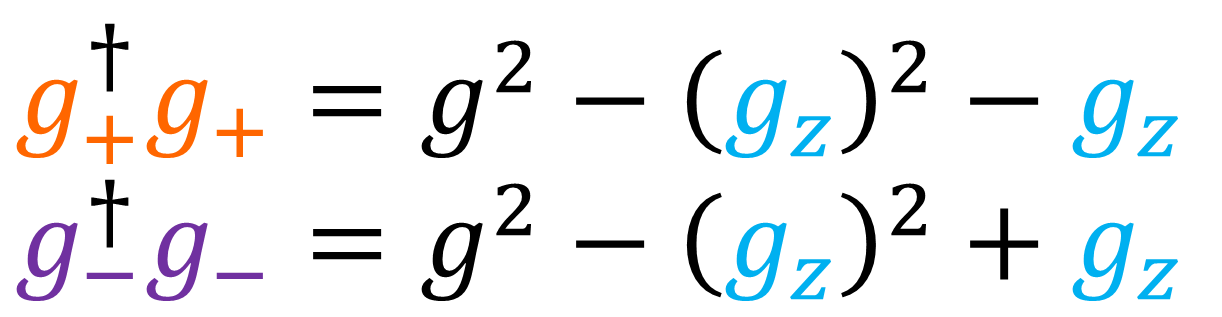 g₊†g₊ = g² − (g_z)² − g_z
g₋†g₋ = g² − (g_z)² + g_z